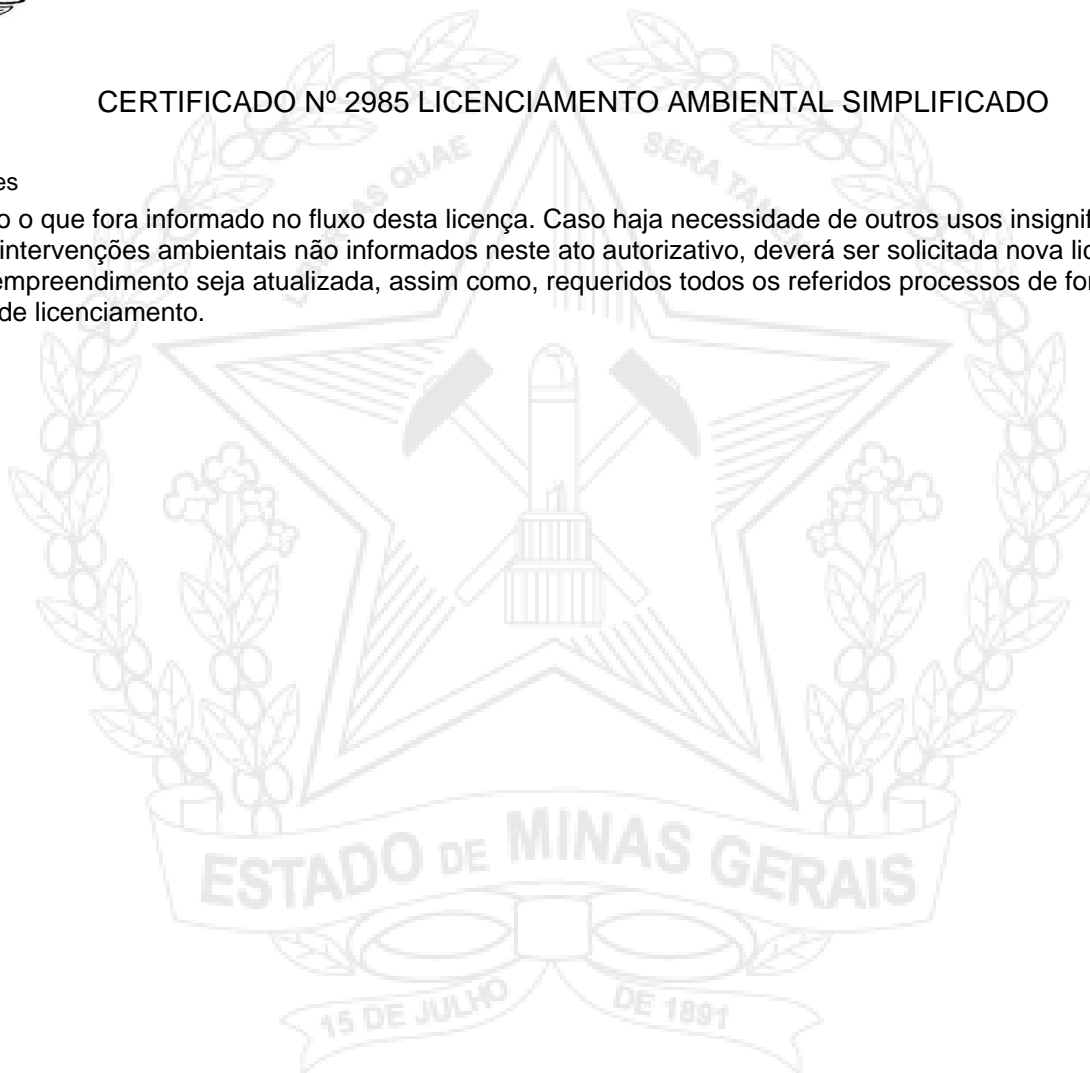 CERTIFICADO Nº 2985 LICENCIAMENTO AMBIENTAL SIMPLIFICADO
es
o o que fora informado no fluxo desta licença. Caso haja necessidade de outros usos insignif
intervenções ambientais não informados neste ato autorizativo, deverá ser solicitada nova lic
empreendimento seja atualizada, assim como, requeridos todos os referidos processos de for
de licenciamento.
QUAE SERA
ESTADO DE MINAS GERAIS
15 DE JULHO DE 1891